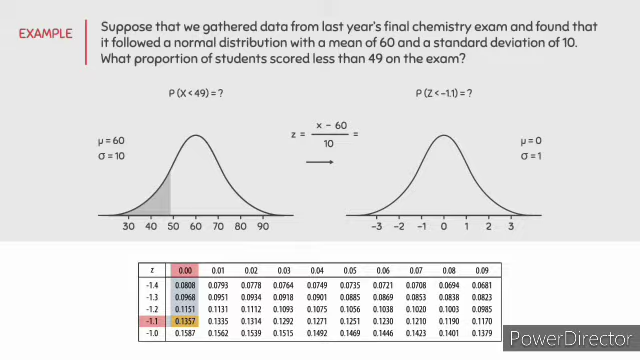 EXAMPLE
Suppose that we gathered data from last year's final chemistry exam and found that
it followed a normal distribution with a mean of 60 and a standard deviation of 10.
What proportion of students scored less than 49 on the exam?
P (X < 49) = ?
P (Z < -1.1) = ?
μ = 60
σ = 10
z = x - 60 / 10 =
μ = 0
σ = 1
30 40 50 60 70 80 90
-3 -2 -1 0 1 2 3
z 0.00 0.01 0.02 0.03 0.04 0.05 0.06 0.07 0.08 0.09
-1.4 0.0808 0.0793 0.0778 0.0764 0.0749 0.0735 0.0721 0.0708 0.0694 0.0681
-1.3 0.0968 0.0951 0.0934 0.0918 0.0901 0.0885 0.0869 0.0853 0.0838 0.0823
-1.2 0.1151 0.1131 0.1112 0.1093 0.1075 0.1056 0.1038 0.1020 0.1003 0.0985
-1.1 0.1357 0.1335 0.1314 0.1292 0.1271 0.1251 0.1230 0.1210 0.1190 0.1170
-1.0 0.1587 0.1562 0.1539 0.1515 0.1492 0.1469 0.1446 0.1423 0.1401 0.1379
PowerDirector